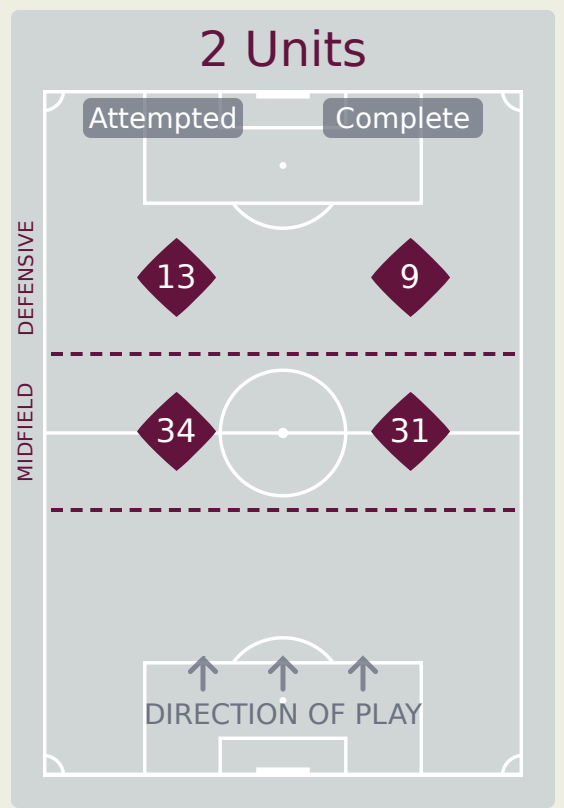 2 Units
Attempted
Complete
DEFENSIVE
13
9
MIDFIELD
34
31
DIRECTION OF PLAY